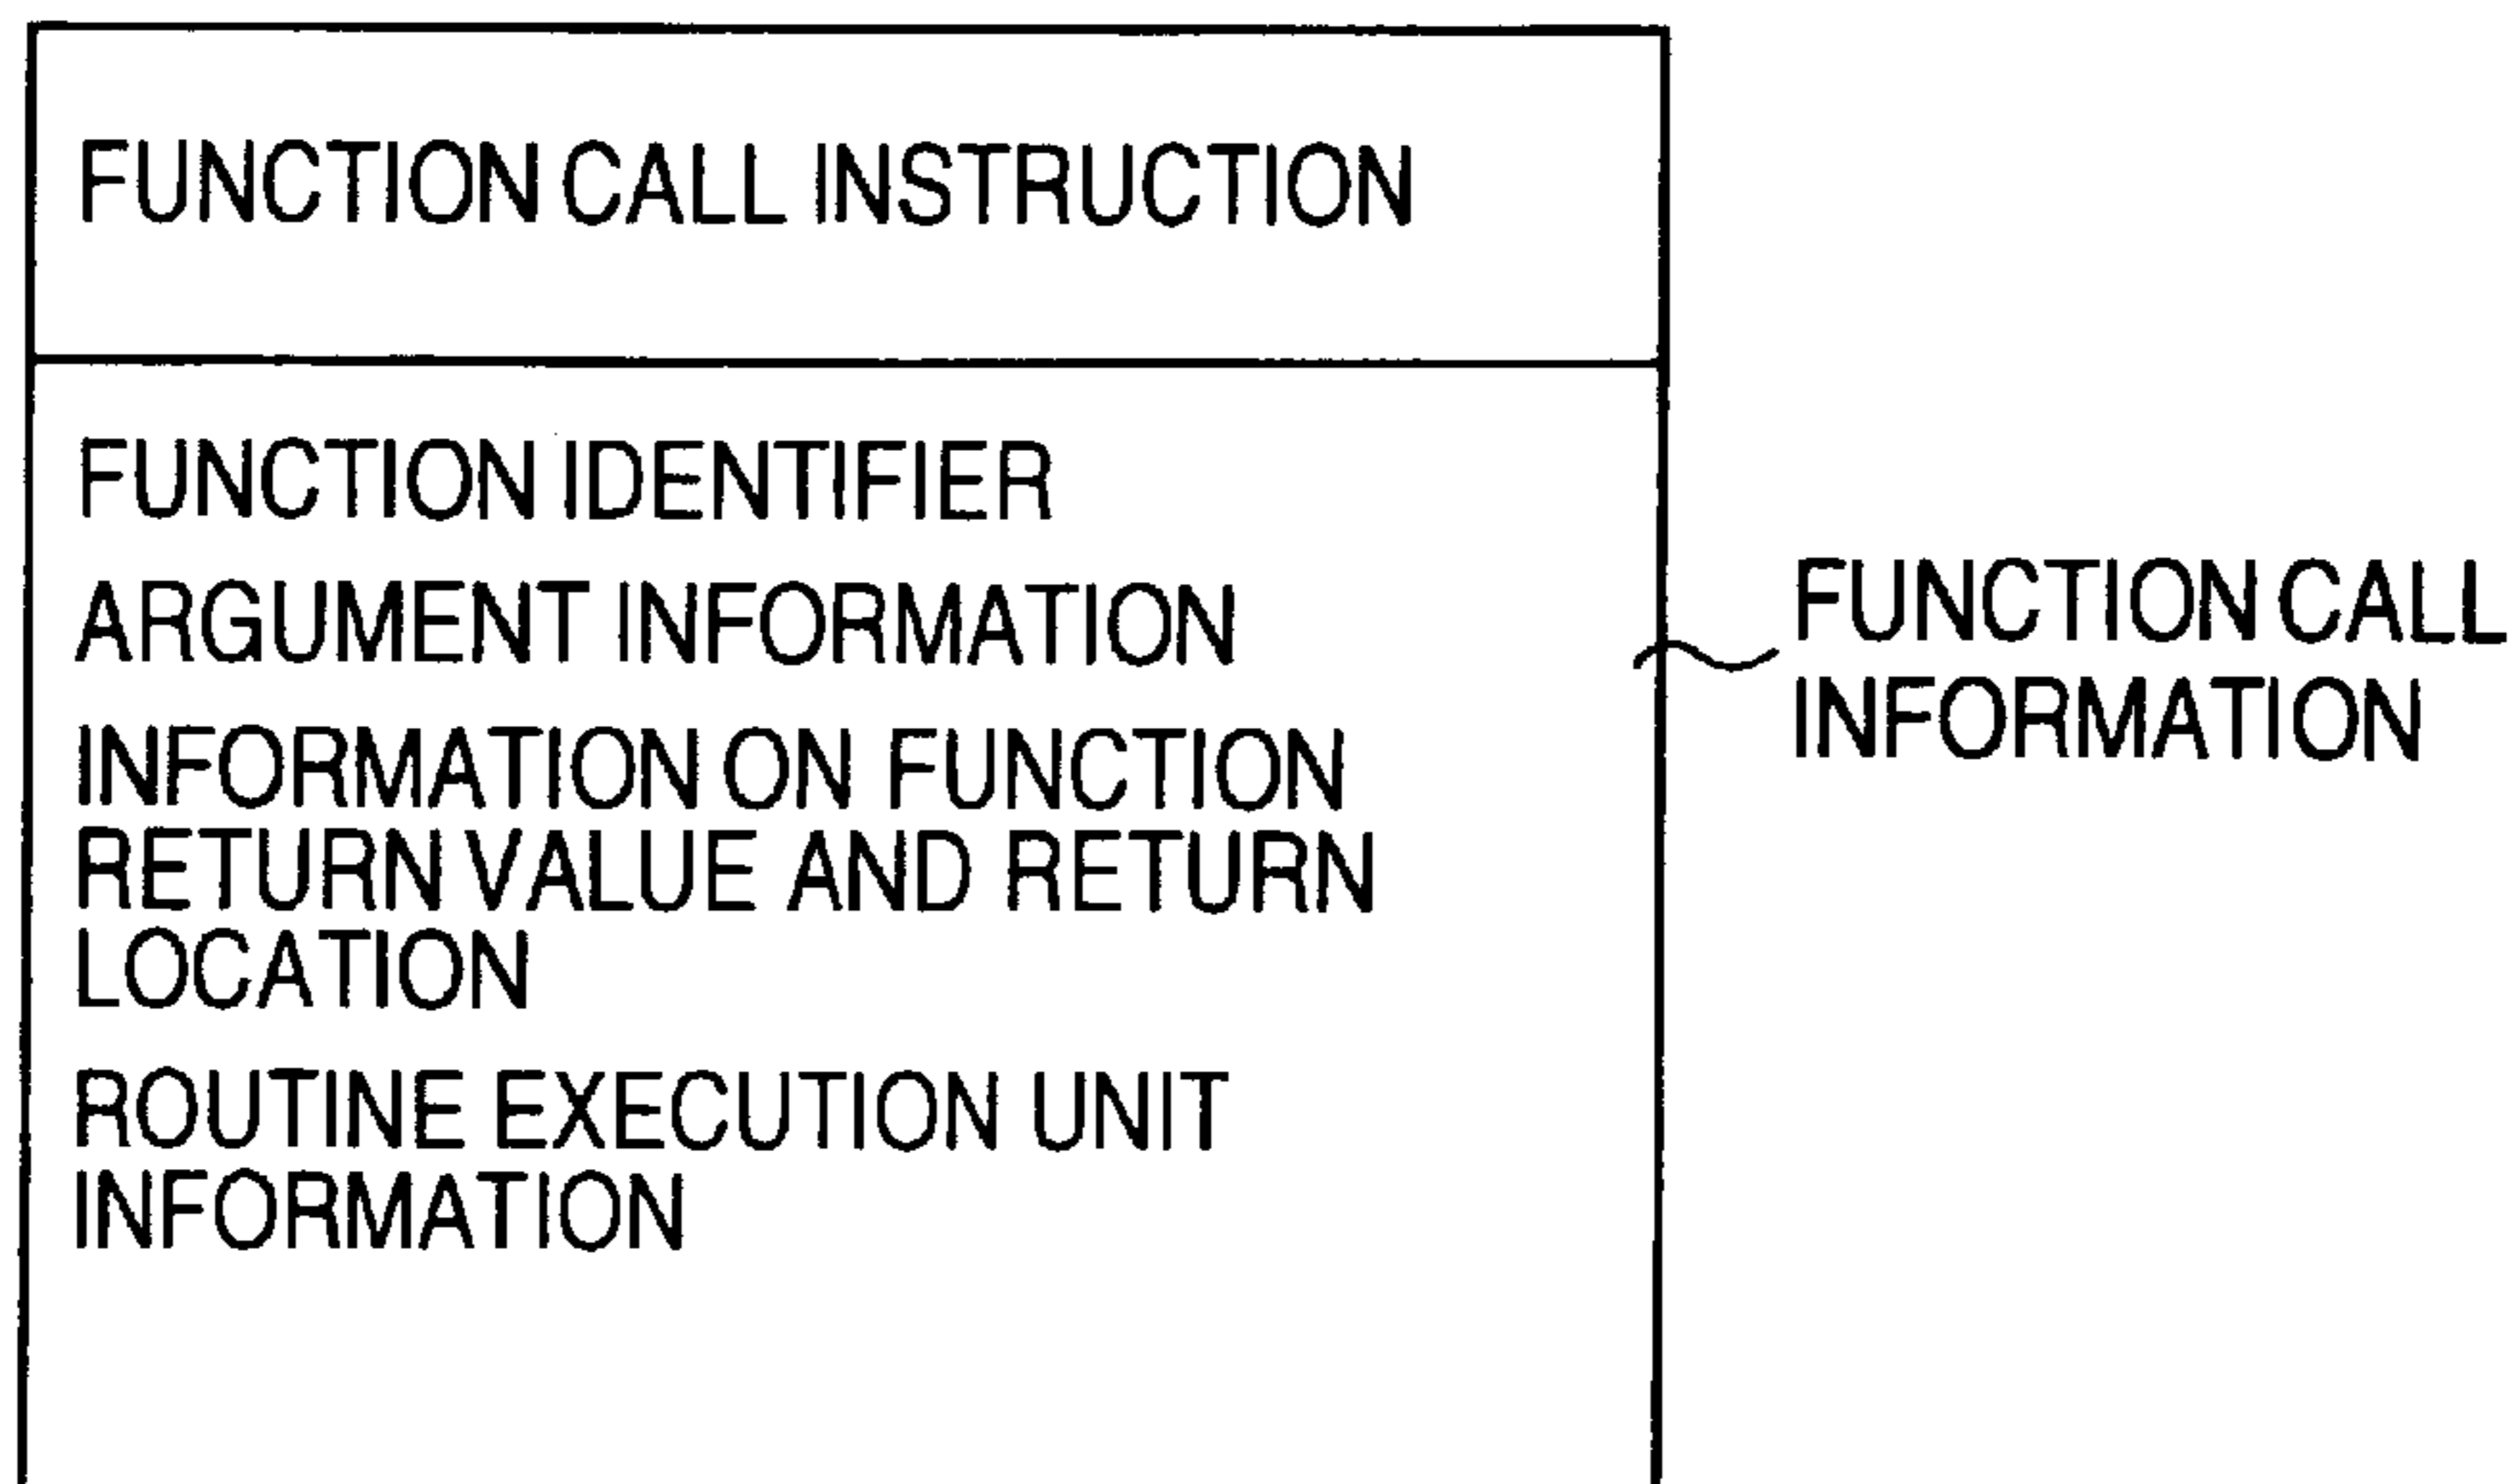 FUNCTION CALL INSTRUCTION
FUNCTION IDENTIFIER
ARGUMENT INFORMATION
INFORMATION ON FUNCTION
RETURN VALUE AND RETURN
LOCATION
ROUTINE EXECUTION UNIT
INFORMATION
FUNCTION CALL
INFORMATION